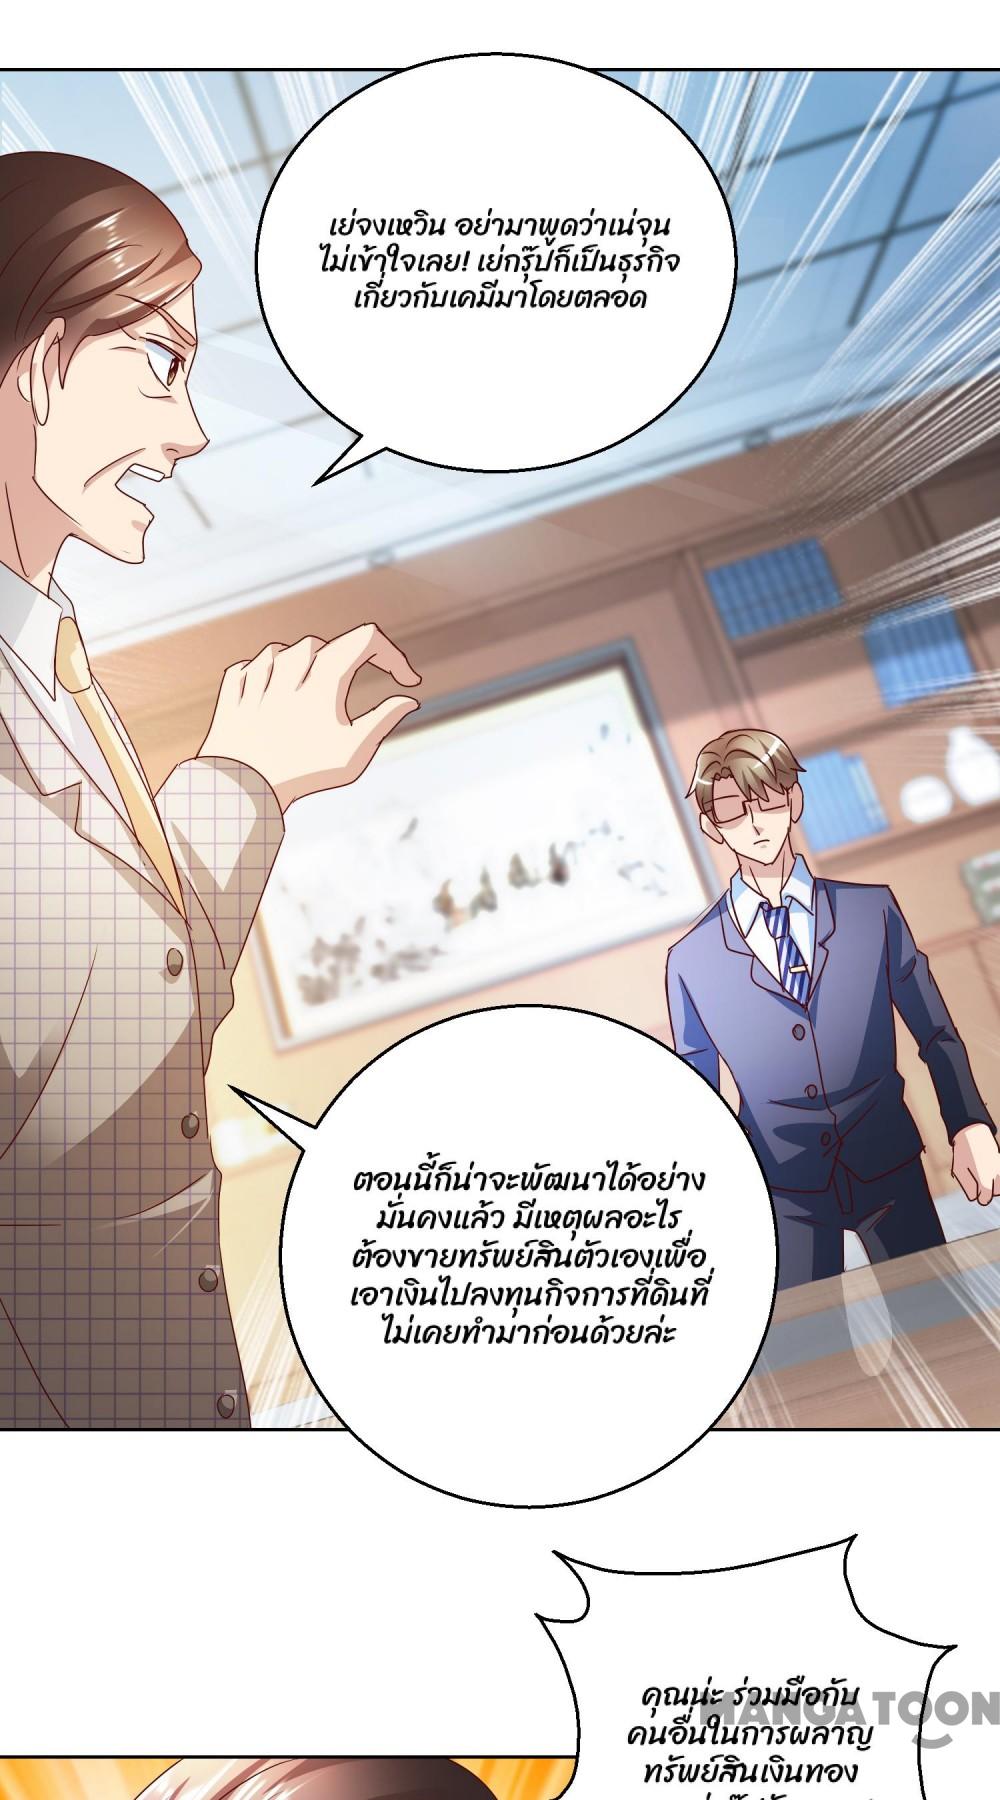 เย่จงเหวิน อย่ามาพูดว่าเน่จุน
ไม่เข้าใจเลย! เย่กรุ๊ปก็เป็นธุรกิจ
เกี่ยวกับเคมีมาโดยตลอด
ตอนนี้ก็น่าจะพัฒนาได้อย่าง
มั่นคงแล้ว มีเหตุผลอะไร
ต้องขายทรัพย์สินตัวเองเพื่อ
เอาเงินไปลงทุนกิจการที่ดินที่
ไม่เคยทำมาก่อนด้วยล่ะ
คุณน่ะ ร่วมมือกับ
MANGATOON
คนอื่นในการผลาญ
ทรัพย์สินเงินทอง